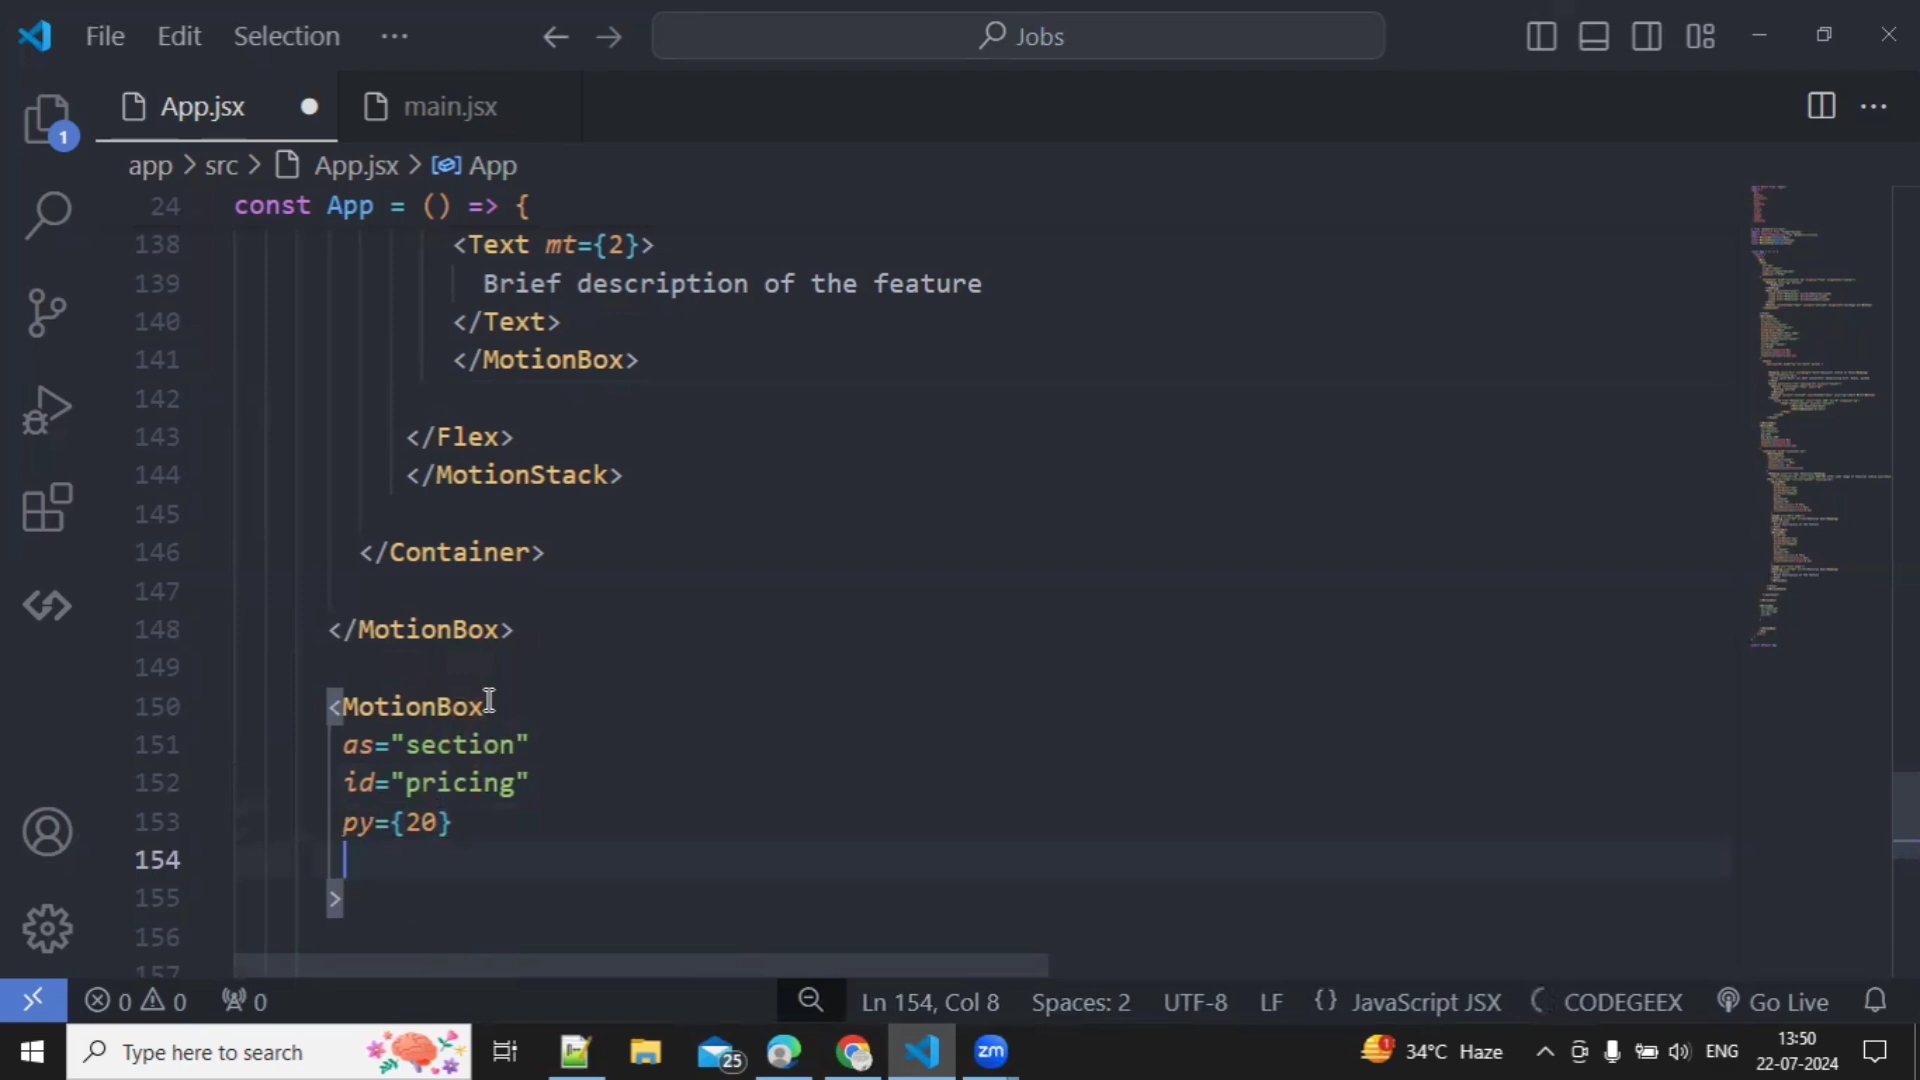 File Edit Selection ··· Jobs
App.jsx main.jsx
1
app > src > App.jsx > App
24 const App = () => {
138 <Text mt={2}>
139 Brief description of the feature
140 </Text>
141 </MotionBox>
142
143 </Flex>
144 </MotionStack>
145
146 </Container>
147
148 </MotionBox>
149
150 <MotionBox
151 as="section"
152 id="pricing"
153 py={20}
154
155 >
156
157
0 0 0 Ln 154, Col 8 Spaces: 2 UTF-8 LF {} JavaScript JSX CODEGEEX Go Live
Type here to search 25 zm 34°C Haze ENG 13:50
22-07-2024